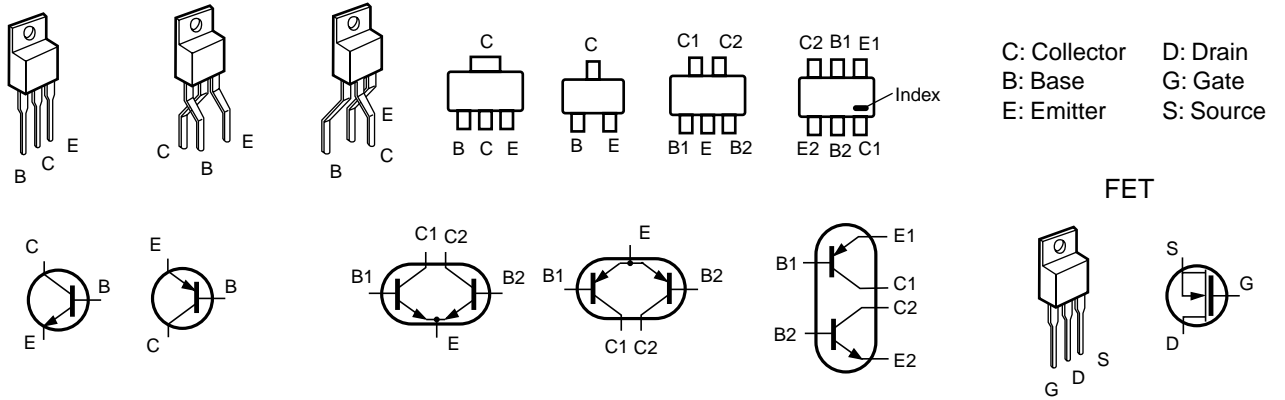 C C C1 C2 C2 B1 E1
C: Collector D: Drain
B: Base G: Gate
E: Emitter S: Source
Index
B C E
C B E
B E C
B C E
B E
B1 E B2
E2 B2 C1
FET
C B E
E B C
C1 C2
B1 B2
E
E
B1 B2
C1 C2
E1
B1
C1
C2
B2
E2
G D S
S
G
D